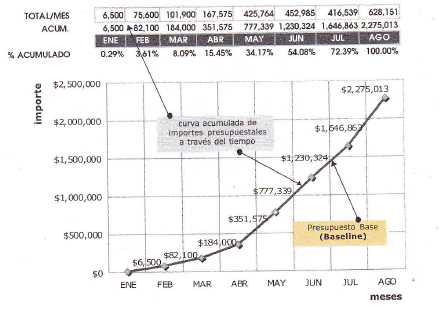 TOTAL/MES 6,500 75,600 101,900 167,575 425,764 452,985 416,539 628,151
ACUM. 6,500 82,100 184,000 351,575 777,339 1,230,324 1,646,863 2,275,013
ENE FEB MAR ABR MAY JUN JUL AGO
% ACUMULADO 0.29% 3.61% 8.09% 15.45% 34.17% 54.08% 72.39% 100.00%
importe
$2,500,000
$2,000,000
$1,500,000
$1,000,000
$500,000
$0
curva acumulada de
importes presupuestales
a través del tiempo
$2,275,013
$1,646,863
$1,230,324
$777,339
$351,575
$184,000
$82,100
$6,500
Presupuesto Base
(Baseline)
ENE FEB MAR ABR MAY JUN JUL AGO
meses